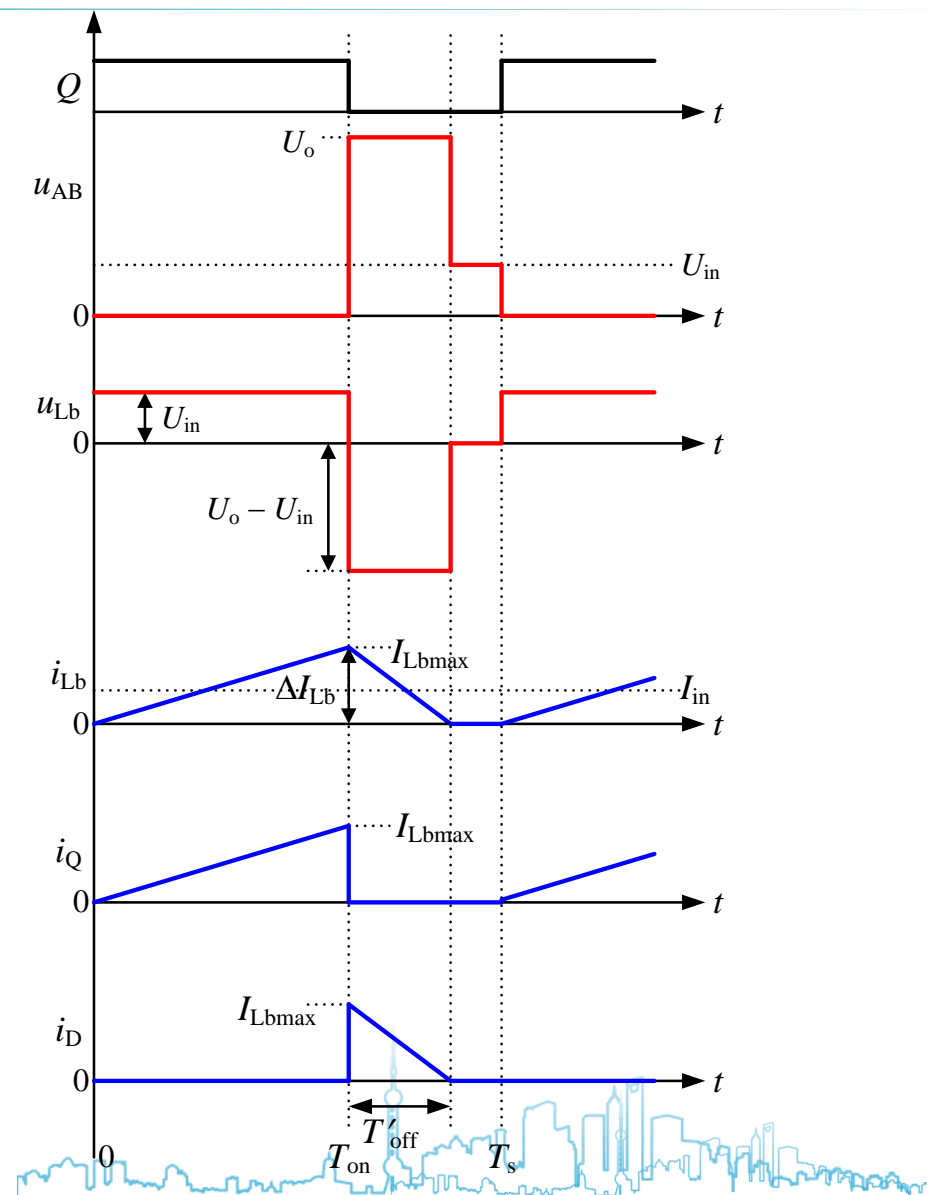 Q
t
U_o
u_AB
U_in
0
t
u_Lb
U_in
0
t
U_o − U_in
I_Lbmax
i_Lb
ΔI_Lb
I_in
0
t
I_Lbmax
i_Q
0
t
I_Lbmax
i_D
0
t
T′_off
0
T_on
T_s